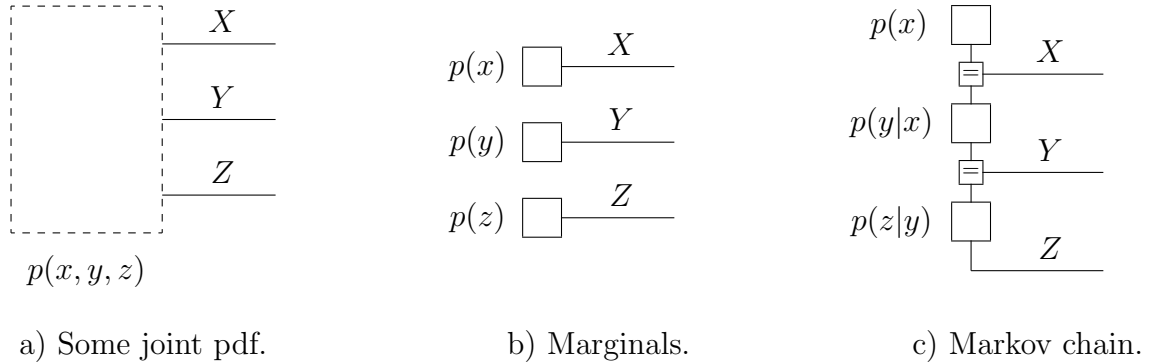 X
Y
Z
p(x, y, z)
a) Some joint pdf.
p(x)
X
p(y)
Y
p(z)
Z
b) Marginals.
p(x)
=
X
p(y|x)
=
Y
p(z|y)
Z
c) Markov chain.